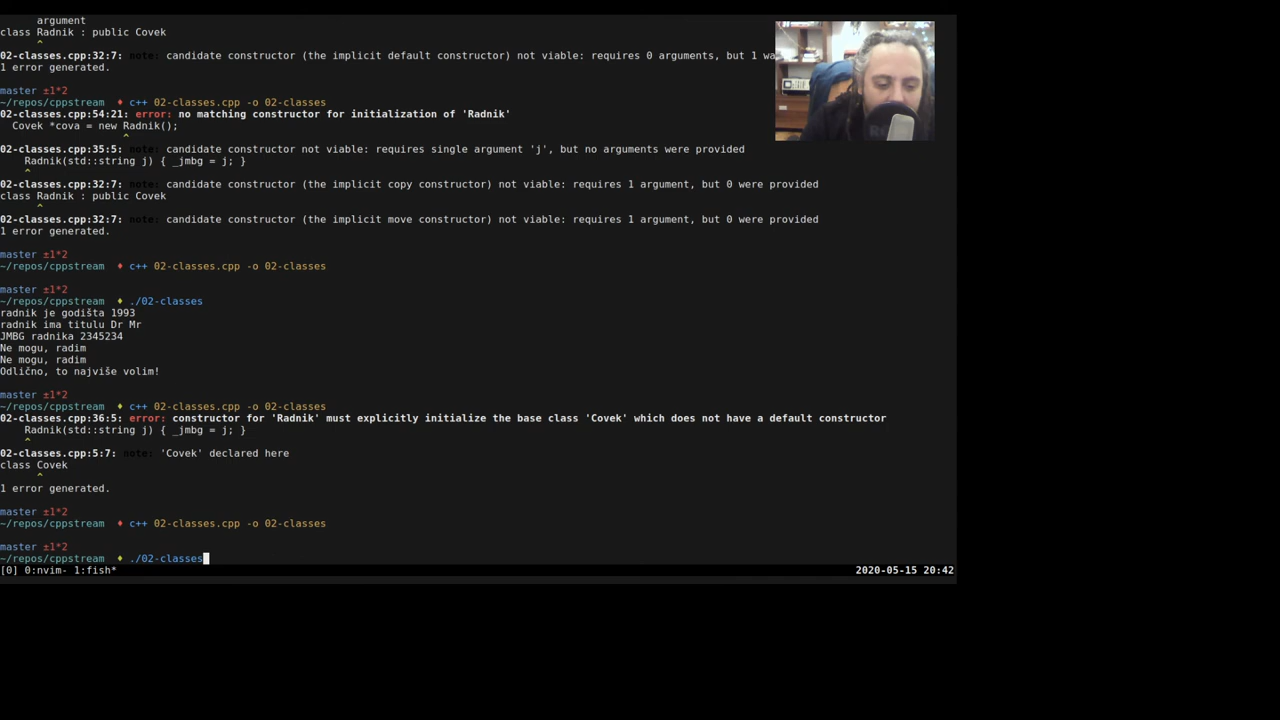 argument
class Radnik : public Covek
^
02-classes.cpp:32:7: note: candidate constructor (the implicit default constructor) not viable: requires 0 arguments, but 1 wa
1 error generated.
master ±1*2
~/repos/cppstream ♦ c++ 02-classes.cpp -o 02-classes
02-classes.cpp:54:21: error: no matching constructor for initialization of 'Radnik'
Covek *cova = new Radnik();
^
02-classes.cpp:35:5: note: candidate constructor not viable: requires single argument 'j', but no arguments were provided
Radnik(std::string j) { _jmbg = j; }
^
02-classes.cpp:32:7: note: candidate constructor (the implicit copy constructor) not viable: requires 1 argument, but 0 were provided
class Radnik : public Covek
^
02-classes.cpp:32:7: note: candidate constructor (the implicit move constructor) not viable: requires 1 argument, but 0 were provided
1 error generated.
master ±1*2
~/repos/cppstream ♦ c++ 02-classes.cpp -o 02-classes
master ±1*2
~/repos/cppstream ♦ ./02-classes
radnik je godišta 1993
radnik ima titulu Dr Mr
JMBG radnika 2345234
Ne mogu, radim
Ne mogu, radim
Odlično, to najviše volim!
master ±1*2
~/repos/cppstream ♦ c++ 02-classes.cpp -o 02-classes
02-classes.cpp:36:5: error: constructor for 'Radnik' must explicitly initialize the base class 'Covek' which does not have a default constructor
Radnik(std::string j) { _jmbg = j; }
^
02-classes.cpp:5:7: note: 'Covek' declared here
class Covek
^
1 error generated.
master ±1*2
~/repos/cppstream ♦ c++ 02-classes.cpp -o 02-classes
master ±1*2
~/repos/cppstream ♦ ./02-classes
[0] 0:nvim- 1:fish* 2020-05-15 20:42